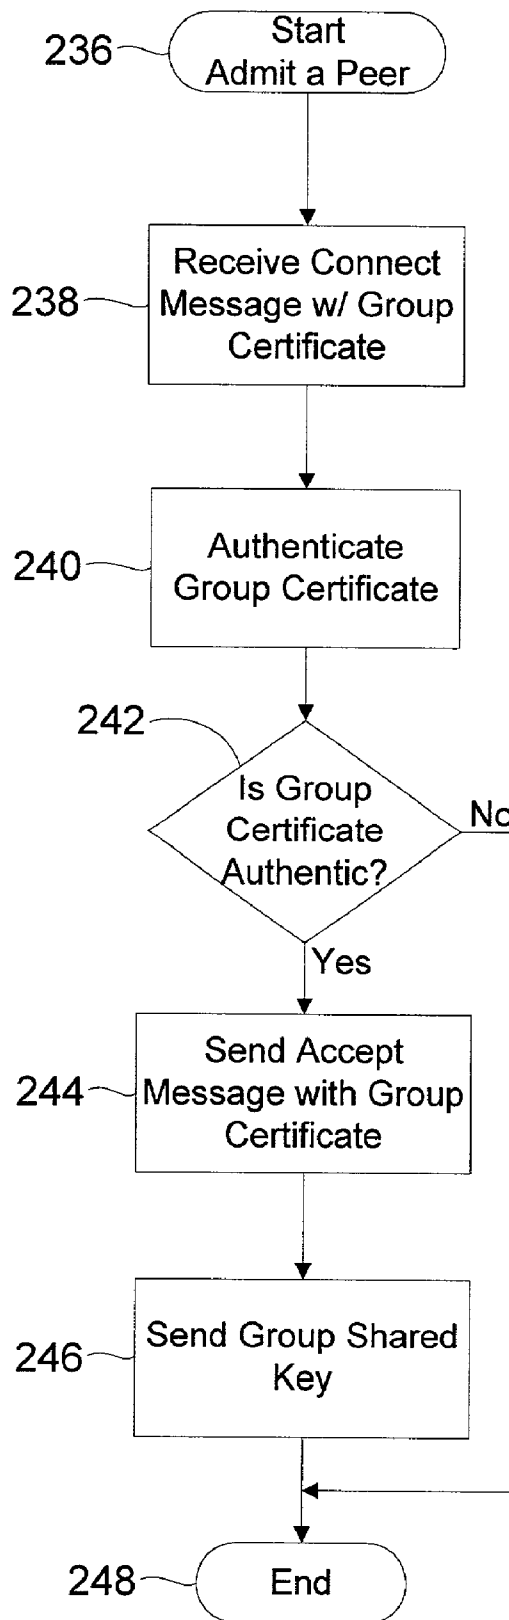 236
Start
Admit a Peer
238
Receive Connect
Message w/ Group
Certificate
240
Authenticate
Group Certificate
242
Is Group
Certificate
Authentic?
No
Yes
244
Send Accept
Message with Group
Certificate
246
Send Group Shared
Key
248
End